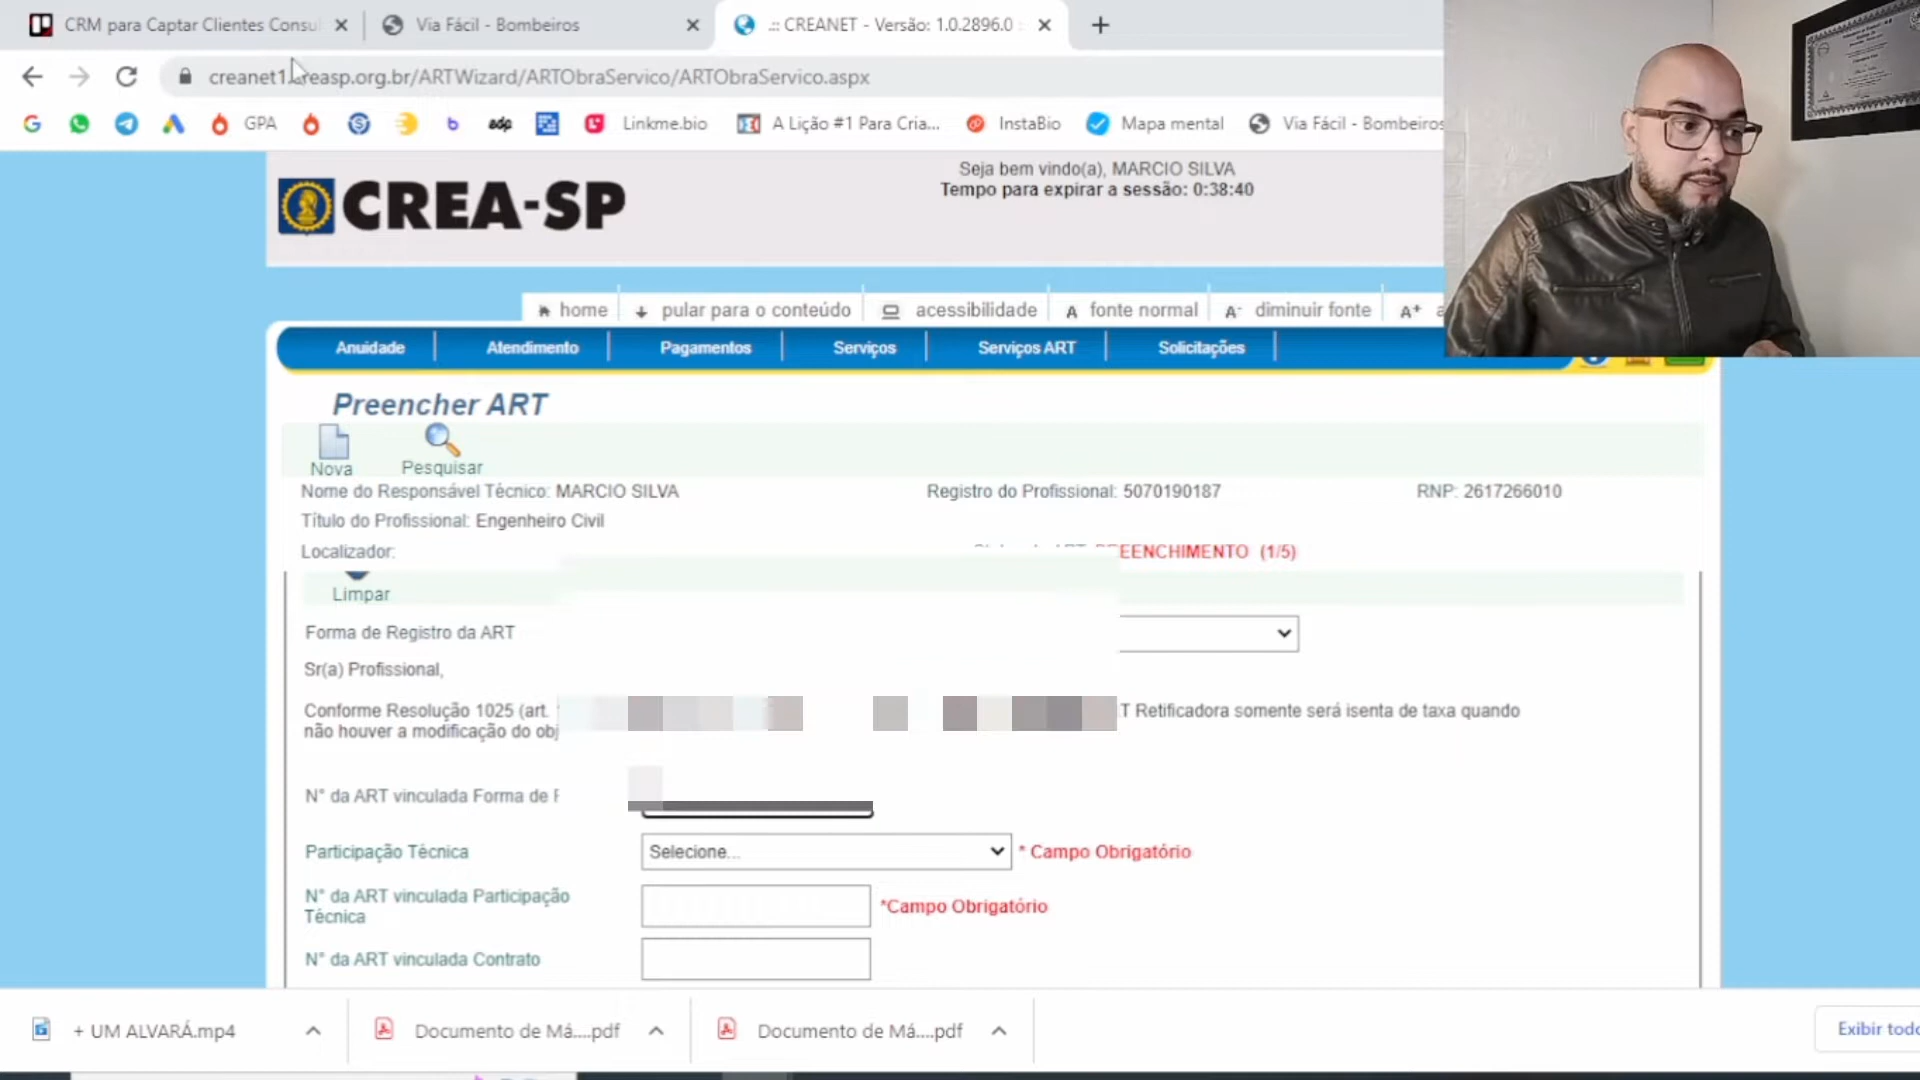 CRM para Captar Clientes Consul
Via Fácil - Bombeiros
.:: CREANET - Versão: 1.0.2896.0 ::
creanet1.creasp.org.br/ARTWizard/ARTObraServico/ARTObraServico.aspx
GPA
edp
Linkme.bio
A Lição #1 Para Cria...
InstaBio
Mapa mental
Via Fácil - Bombeiros
CREA-SP
Seja bem vindo(a), MARCIO SILVA
Tempo para expirar a sessão: 0:38:40
home
pular para o conteúdo
acessibilidade
A fonte normal
A- diminuir fonte
A+ a
Anuidade
Atendimento
Pagamentos
Serviços
Serviços ART
Solicitações
Preencher ART
Nova
Pesquisar
Nome do Responsável Técnico: MARCIO SILVA
Registro do Profissional: 5070190187
RNP: 2617266010
Título do Profissional: Engenheiro Civil
Localizador:
EENCHIMENTO (1/5)
Limpar
Forma de Registro da ART
Sr(a) Profissional,
Conforme Resolução 1025 (art.
T Retificadora somente será isenta de taxa quando
não houver a modificação do obj
N° da ART vinculada Forma de
Participação Técnica
Selecione...
* Campo Obrigatório
N° da ART vinculada Participação
Técnica
*Campo Obrigatório
N° da ART vinculada Contrato
+ UM ALVARÁ.mp4
Documento de Má....pdf
Documento de Má....pdf
Exibir todo